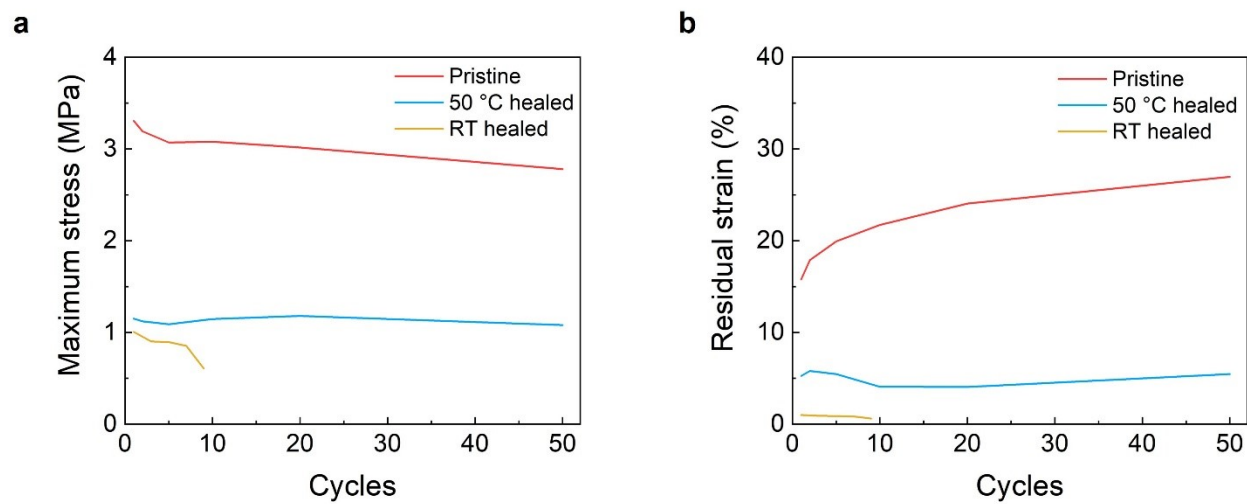 a
Maximum stress (MPa)
4
3
2
1
0
0 10 20 30 40 50
Cycles
Pristine
50 °C healed
RT healed
b
Residual strain (%)
40
30
20
10
0
0 10 20 30 40 50
Cycles
Pristine
50 °C healed
RT healed